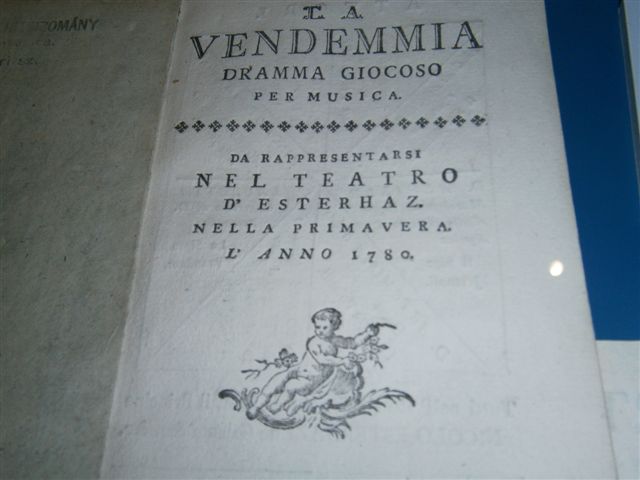 LA
VENDEMMIA
DRAMMA GIOCOSO
PER MUSICA.
DA RAPPRESENTARSI
NEL TEATRO
D' ESTERHAZ.
NELLA PRIMAVERA.
L' ANNO 1780.